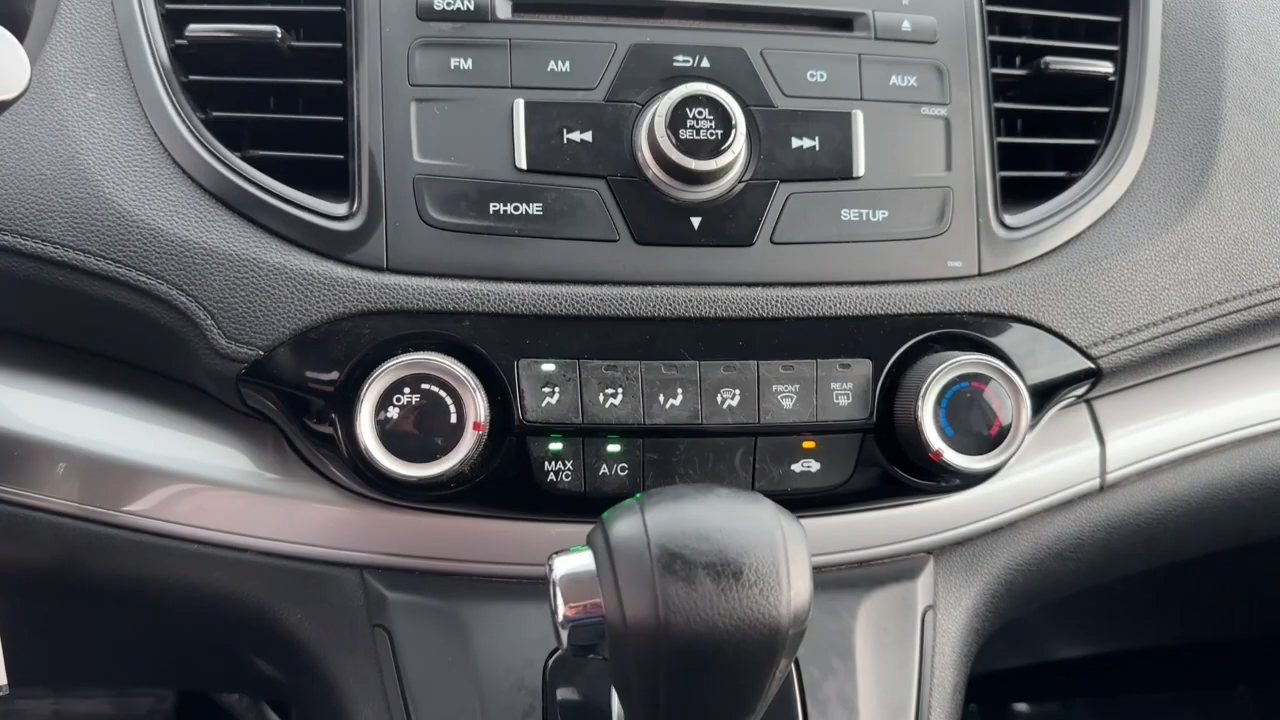 SCAN
FM
AM
CD
AUX
CLOCK
VOL
PUSH
SELECT
PHONE
SETUP
OFF
FRONT
REAR
MAX
A/C
A/C